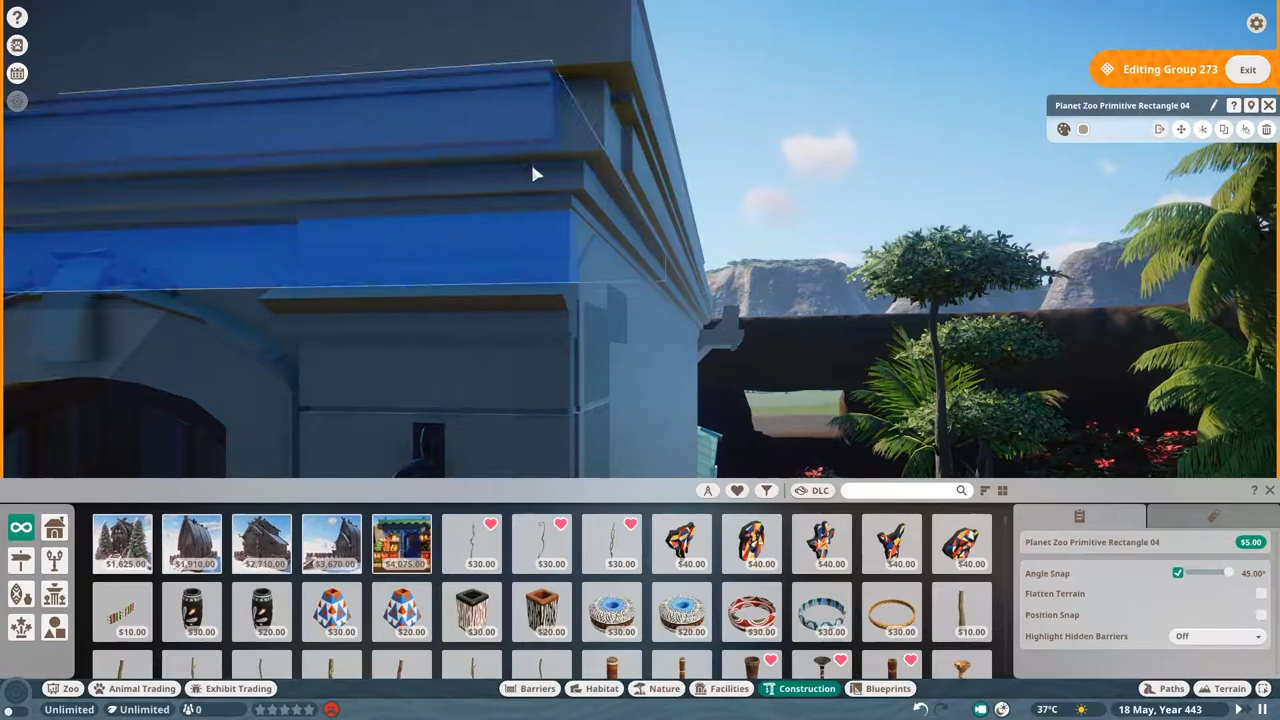 Editing Group 273
Exit
Planet Zoo Primitive Rectangle 04
DLC
$1,625.00
$1,910.00
$2,710.00
$3,670.00
$4,075.00
$30.00
$30.00
$30.00
$40.00
$40.00
$40.00
$40.00
$40.00
$10.00
$30.00
$20.00
$30.00
$20.00
$30.00
$30.00
$30.00
$20.00
$30.00
$30.00
$30.00
$10.00
Planet Zoo Primitive Rectangle 04
$5.00
Angle Snap
45.00°
Flatten Terrain
Position Snap
Highlight Hidden Barriers
Off
Zoo
Animal Trading
Exhibit Trading
Barriers
Habitat
Nature
Facilities
Construction
Blueprints
Paths
Terrain
Unlimited
Unlimited
0
37°C
18 May, Year 443